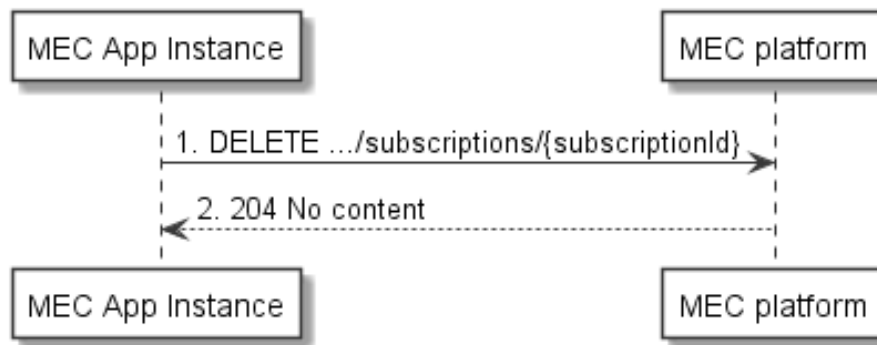 MEC App Instance
MEC platform
1. DELETE .../subscriptions/{subscriptionId}
2. 204 No content
MEC App Instance
MEC platform